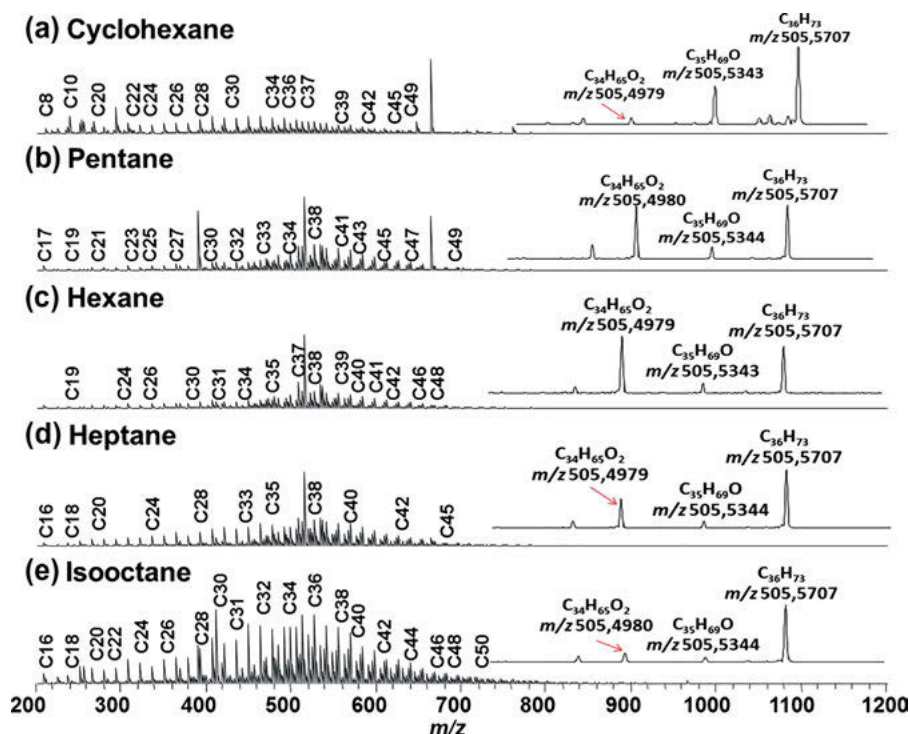 (a) Cyclohexane
C8 C10 C20 C22 C24 C26 C28 C30 C34 C36 C37 C39 C42 C45 C49
C₃₄H₆₅O₂
m/z 505,4979
C₃₅H₆₉O
m/z 505,5343
C₃₆H₇₃
m/z 505,5707
(b) Pentane
C17 C19 C21 C23 C25 C27 C30 C32 C33 C34 C38 C41 C43 C45 C47 C49
C₃₄H₆₅O₂
m/z 505,4980
C₃₅H₆₉O
m/z 505,5344
C₃₆H₇₃
m/z 505,5707
(c) Hexane
C19 C24 C26 C30 C31 C34 C35 C37 C38 C39 C40 C41 C42 C46 C48
C₃₄H₆₅O₂
m/z 505,4979
C₃₅H₆₉O
m/z 505,5343
C₃₆H₇₃
m/z 505,5707
(d) Heptane
C16 C18 C20 C24 C28 C33 C35 C38 C40 C42 C45
C₃₄H₆₅O₂
m/z 505,4979
C₃₅H₆₉O
m/z 505,5344
C₃₆H₇₃
m/z 505,5707
(e) Isooctane
C16 C18 C20 C22 C24 C26 C28 C30 C31 C32 C34 C36 C38 C40 C42 C44 C46 C48 C50
C₃₄H₆₅O₂
m/z 505,4980
C₃₅H₆₉O
m/z 505,5344
C₃₆H₇₃
m/z 505,5707
200 300 400 500 600 700 800 900 1000 1100 1200
m/z